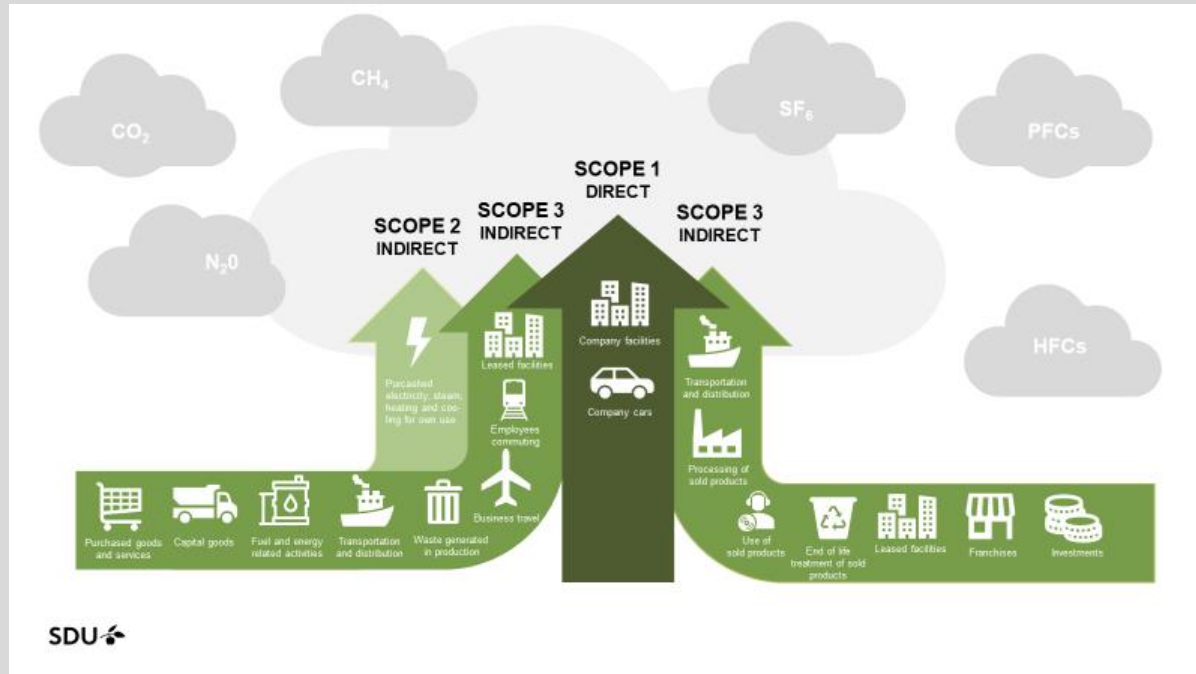 CO₂
CH₄
SF₆
PFCs
N₂0
HFCs
SCOPE 1
DIRECT
SCOPE 2
INDIRECT
SCOPE 3
INDIRECT
SCOPE 3
INDIRECT
Purcashed
electricity, steam,
heating and coo-
ling for own use
Leased facilities
Employees
commuting
Business travel
Company facilities
Company cars
Transportation
and distribution
Processing of
sold products
Purchased goods
and services
Capital goods
Fuel and energy
related activities
Transportation
and distribution
Waste generated
in production
Use of
sold products
End of life
treatment of sold
products
Leased facilities
Franchises
Investments
SDU